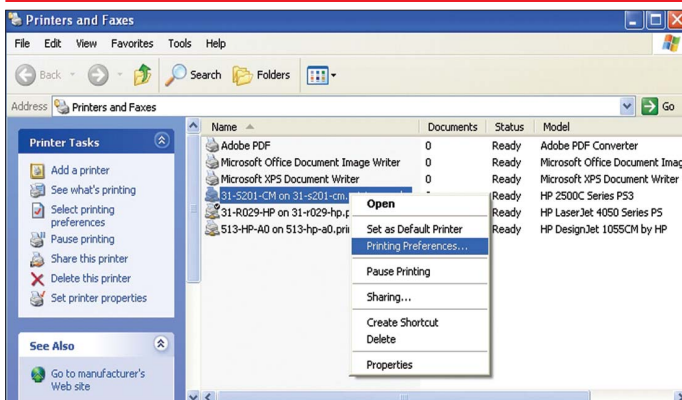 Printers and Faxes
File Edit View Favorites Tools Help
Back Search Folders
Address Printers and Faxes Go
Printer Tasks
Add a printer
See what's printing
Select printing
preferences
Pause printing
Share this printer
Delete this printer
Set printer properties
See Also
Go to manufacturer's
Web site
Name Documents Status Model
Adobe PDF 0 Ready Adobe PDF Converter
Microsoft Office Document Image Writer 0 Ready Microsoft Office Document Imag
Microsoft XPS Document Writer 0 Ready Microsoft XPS Document Writer
31-S201-CM on 31-s201-cm. Ready HP 2500C Series PS3
31-R029-HP on 31-r029-hp.p Ready HP LaserJet 4050 Series PS
513-HP-A0 on 513-hp-a0.pri Ready HP DesignJet 1055CM by HP
Open
Set as Default Printer
Printing Preferences...
Pause Printing
Sharing...
Create Shortcut
Delete
Properties